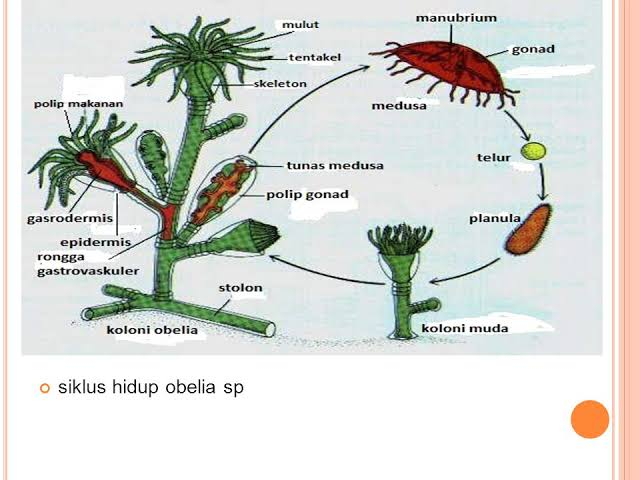 mulut
manubrium
gonad
tentakel
skeleton
polip makanan
medusa
tunas medusa
telur
polip gonad
gasrodermis
planula
epidermis
rongga
gastrovaskuler
stolon
koloni obelia
koloni muda
siklus hidup obelia sp